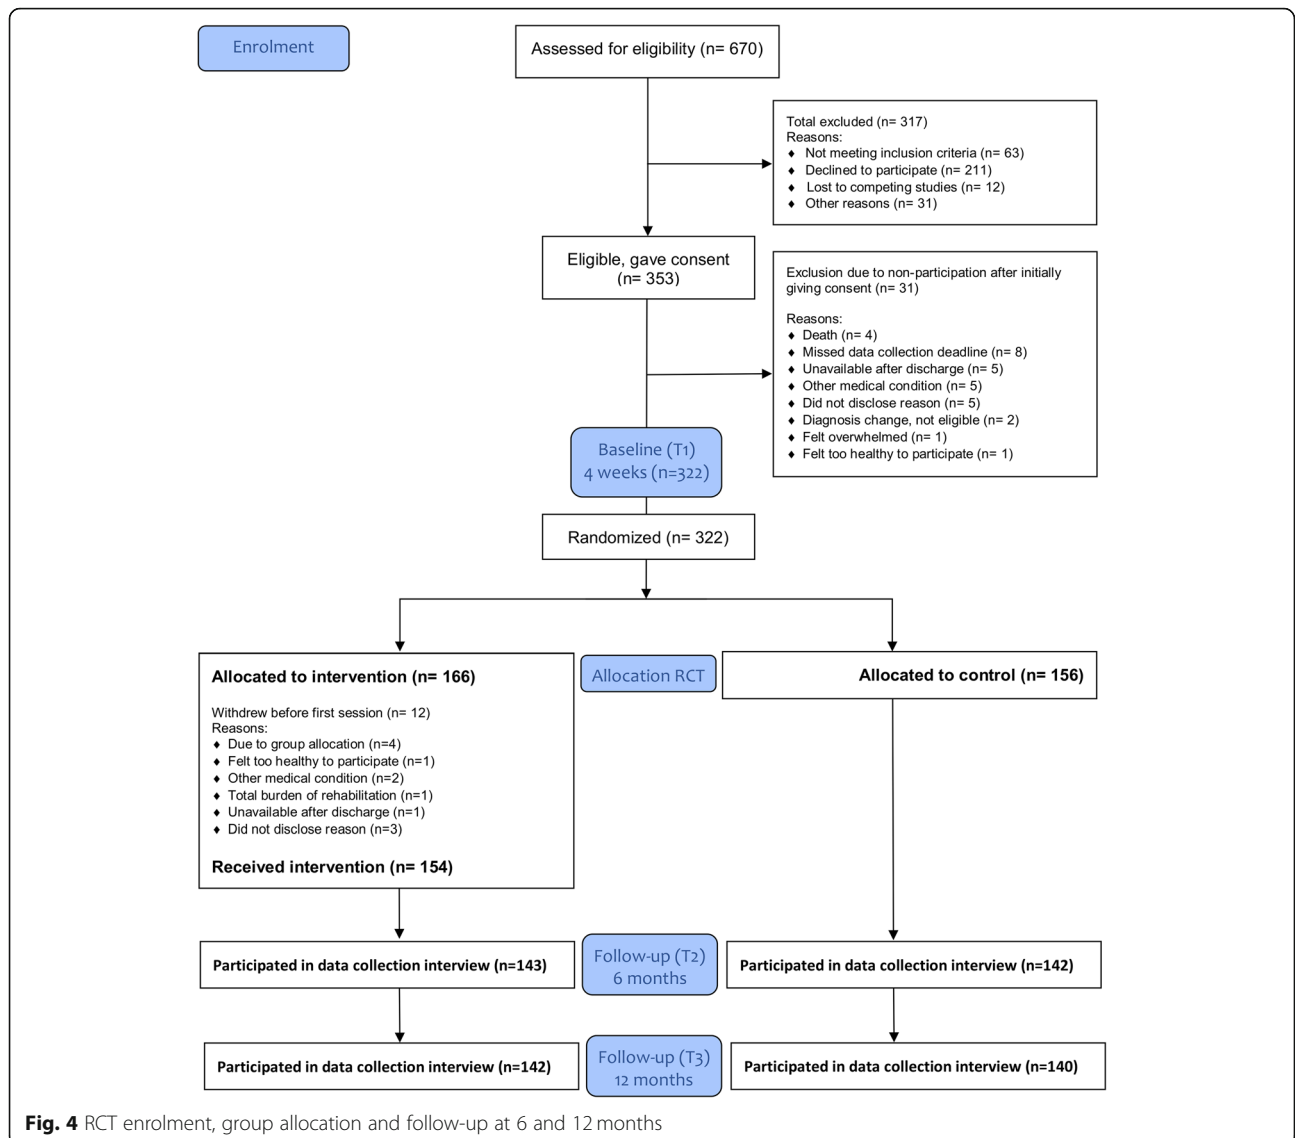 Enrolment
Assessed for eligibility (n= 670)
Total excluded (n= 317)
Reasons:
♦ Not meeting inclusion criteria (n= 63)
♦ Declined to participate (n= 211)
♦ Lost to competing studies (n= 12)
♦ Other reasons (n= 31)
Eligible, gave consent
(n= 353)
Exclusion due to non-participation after initially
giving consent (n= 31)
Reasons:
♦ Death (n= 4)
♦ Missed data collection deadline (n= 8)
♦ Unavailable after discharge (n= 5)
♦ Other medical condition (n= 5)
♦ Did not disclose reason (n= 5)
♦ Diagnosis change, not eligible (n= 2)
♦ Felt overwhelmed (n= 1)
♦ Felt too healthy to participate (n= 1)
Baseline (T1)
4 weeks (n=322)
Randomized (n= 322)
Allocated to intervention (n= 166)
Withdrew before first session (n= 12)
Reasons:
♦ Due to group allocation (n=4)
♦ Felt too healthy to participate (n=1)
♦ Other medical condition (n=2)
♦ Total burden of rehabilitation (n=1)
♦ Unavailable after discharge (n=1)
♦ Did not disclose reason (n=3)
Received intervention (n= 154)
Allocation RCT
Allocated to control (n= 156)
Participated in data collection interview (n=143)
Follow-up (T2)
6 months
Participated in data collection interview (n=142)
Participated in data collection interview (n=142)
Follow-up (T3)
12 months
Participated in data collection interview (n=140)
Fig. 4 RCT enrolment, group allocation and follow-up at 6 and 12 months